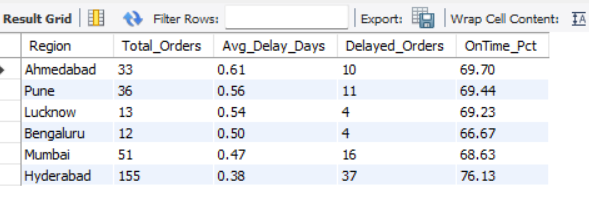 Result Grid Filter Rows: Export: Wrap Cell Content:
Region Total_Orders Avg_Delay_Days Delayed_Orders OnTime_Pct
Ahmedabad 33 0.61 10 69.70
Pune 36 0.56 11 69.44
Lucknow 13 0.54 4 69.23
Bengaluru 12 0.50 4 66.67
Mumbai 51 0.47 16 68.63
Hyderabad 155 0.38 37 76.13